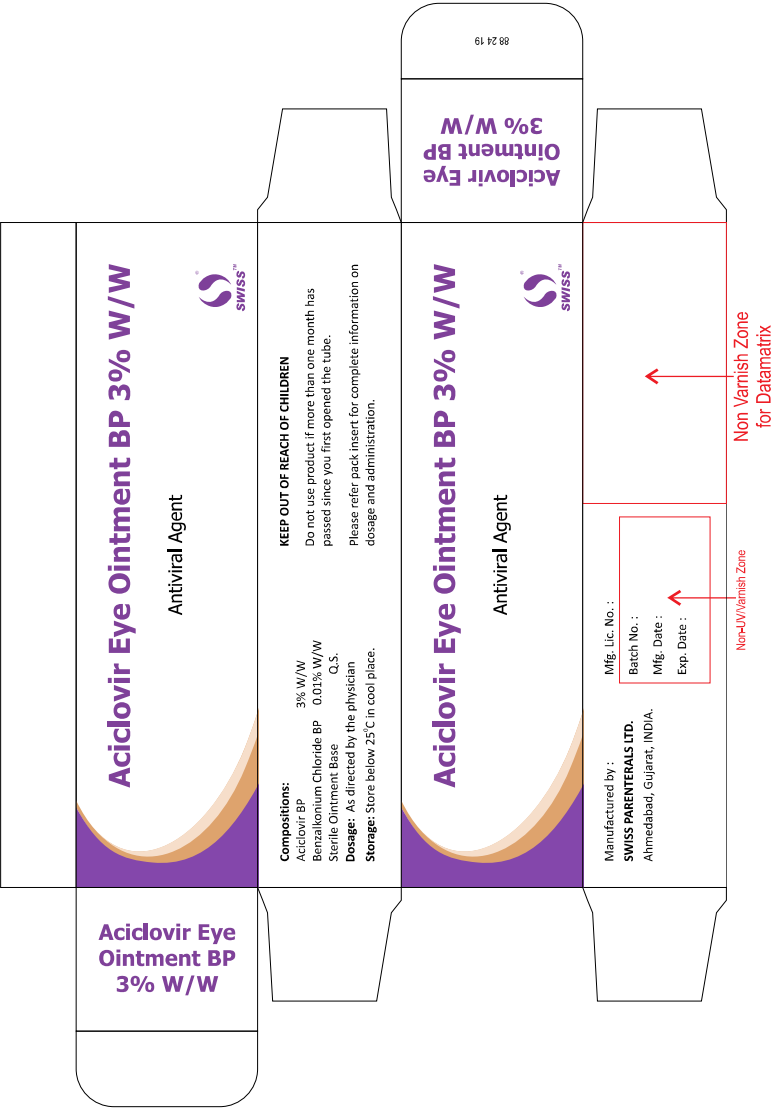 88 24 19
Aciclovir Eye
Ointment BP
3% W/W
Aciclovir Eye Ointment BP 3% W/W
Antiviral Agent
®
swiss™
Compositions:
Aciclovir BP 3% W/W
Benzalkonium Chloride BP 0.01% W/W
Sterile Ointment Base Q.S.
Dosage: As directed by the physician
Storage: Store below 25°C in cool place.
KEEP OUT OF REACH OF CHILDREN
Do not use product if more than one month has
passed since you first opened the tube.
Please refer pack insert for complete information on
dosage and administration.
Aciclovir Eye Ointment BP 3% W/W
Antiviral Agent
®
swiss™
Manufactured by :
SWISS PARENTERALS LTD.
Ahmedabad, Gujarat, INDIA.
Mfg. Lic. No. :
Batch No. :
Mfg. Date :
Exp. Date :
Non-UV/Varnish Zone
Non Varnish Zone
for Datamatrix
Aciclovir Eye
Ointment BP
3% W/W